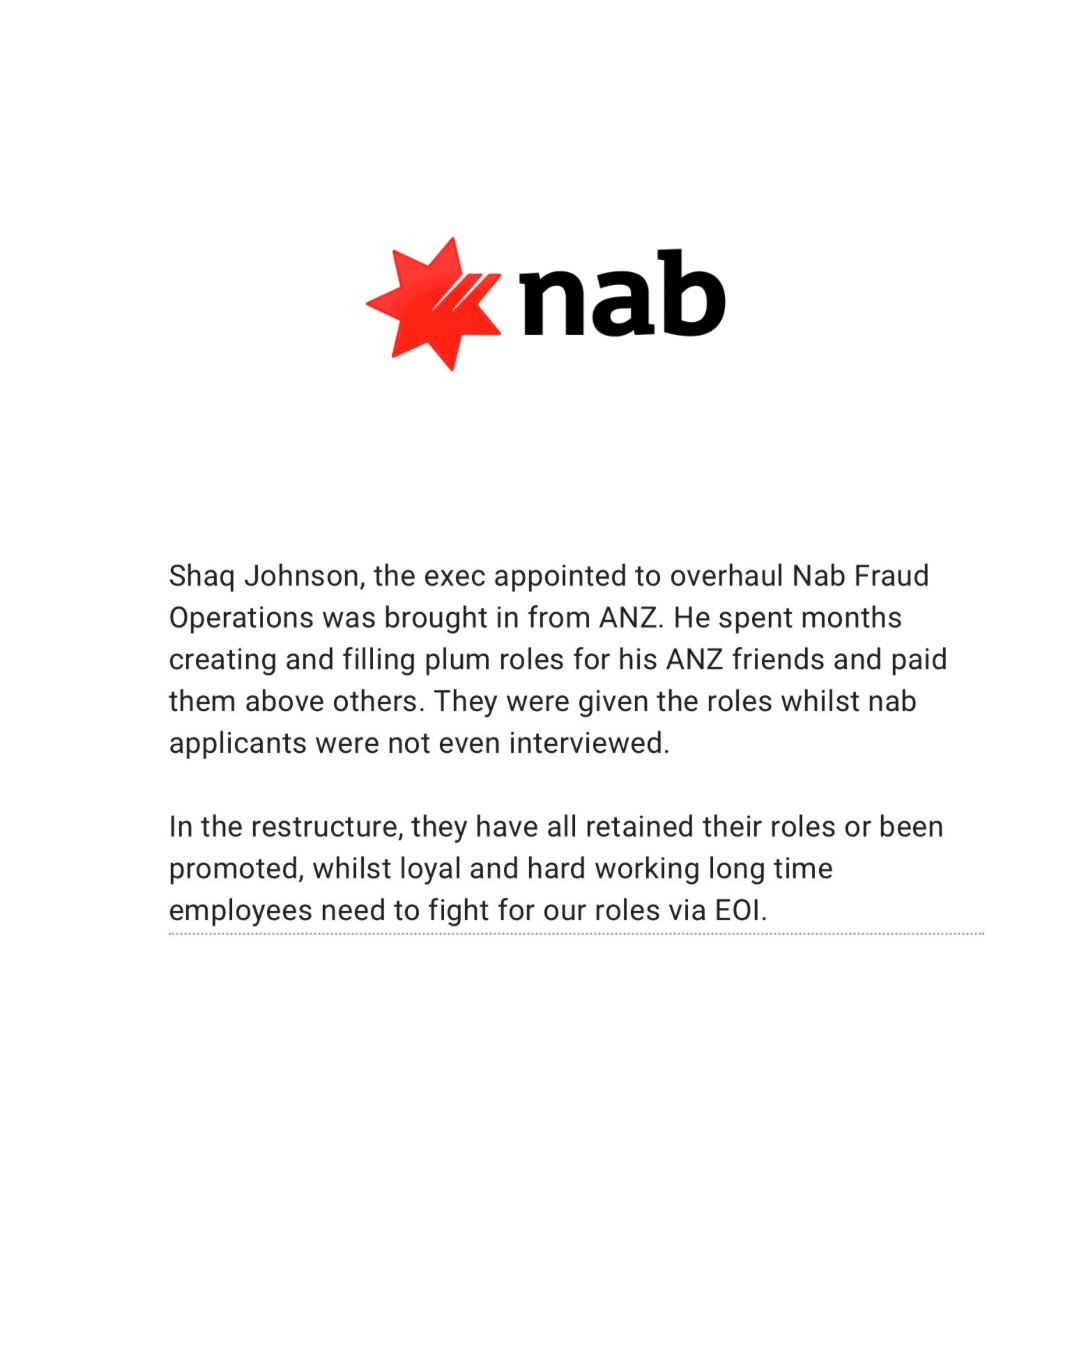 nab
Shaq Johnson, the exec appointed to overhaul Nab Fraud
Operations was brought in from ANZ. He spent months
creating and filling plum roles for his ANZ friends and paid
them above others. They were given the roles whilst nab
applicants were not even interviewed.
In the restructure, they have all retained their roles or been
promoted, whilst loyal and hard working long time
employees need to fight for our roles via EOI.